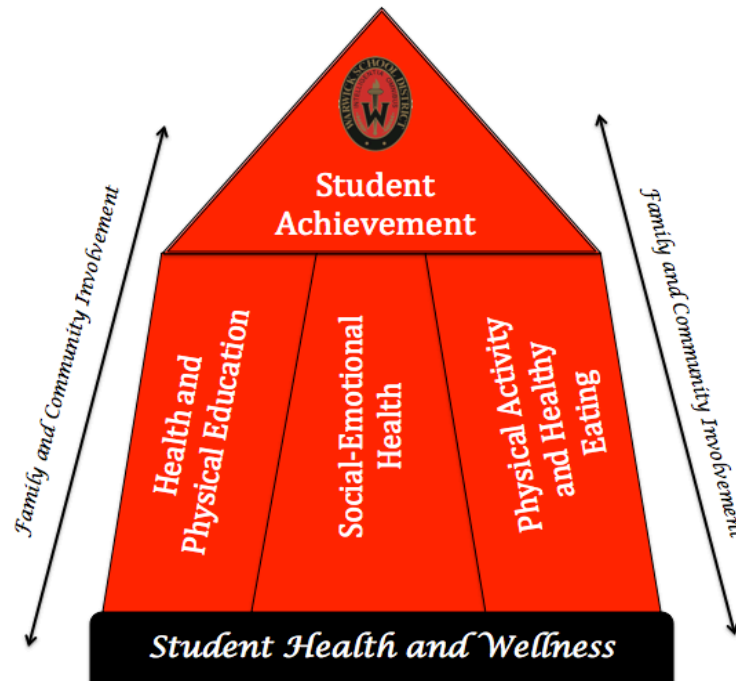 WARWICK SCHOOL DISTRICT
W
Student
Achievement
Family and Community Involvement
Health and
Physical Education
Social-Emotional
Health
Physical Activity
and Healthy
Eating
Family and Community Involvement
Student Health and Wellness